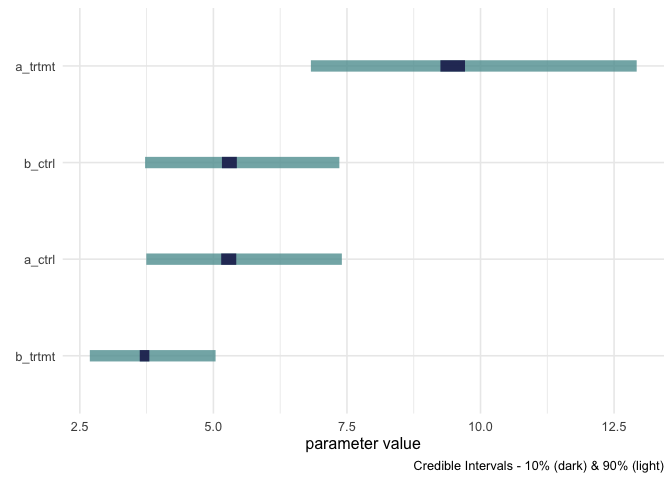 a_trtmt
b_ctrl
a_ctrl
b_trtmt
2.5 5.0 7.5 10.0 12.5
parameter value
Credible Intervals - 10% (dark) & 90% (light)